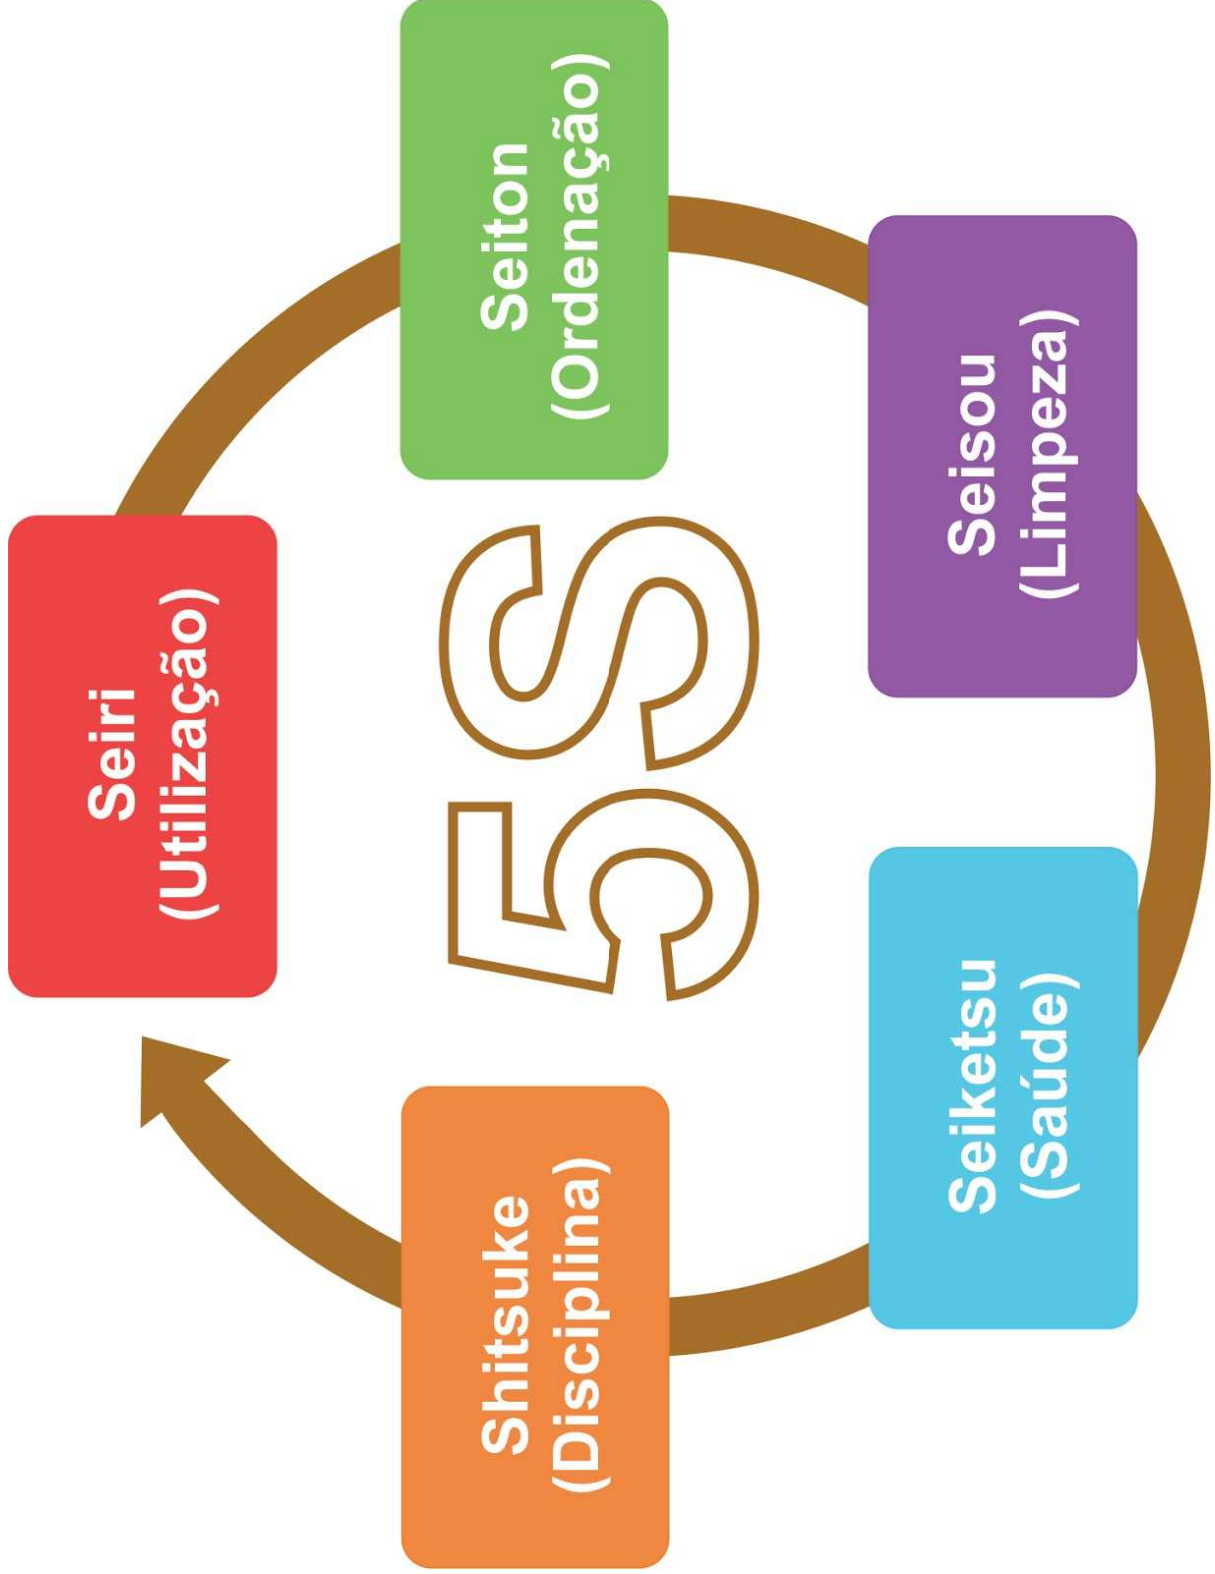 Seiri
(Utilização)
Seiton
(Ordenação)
Seisou
(Limpeza)
Seiketsu
(Saúde)
Shitsuke
(Disciplina)
5S